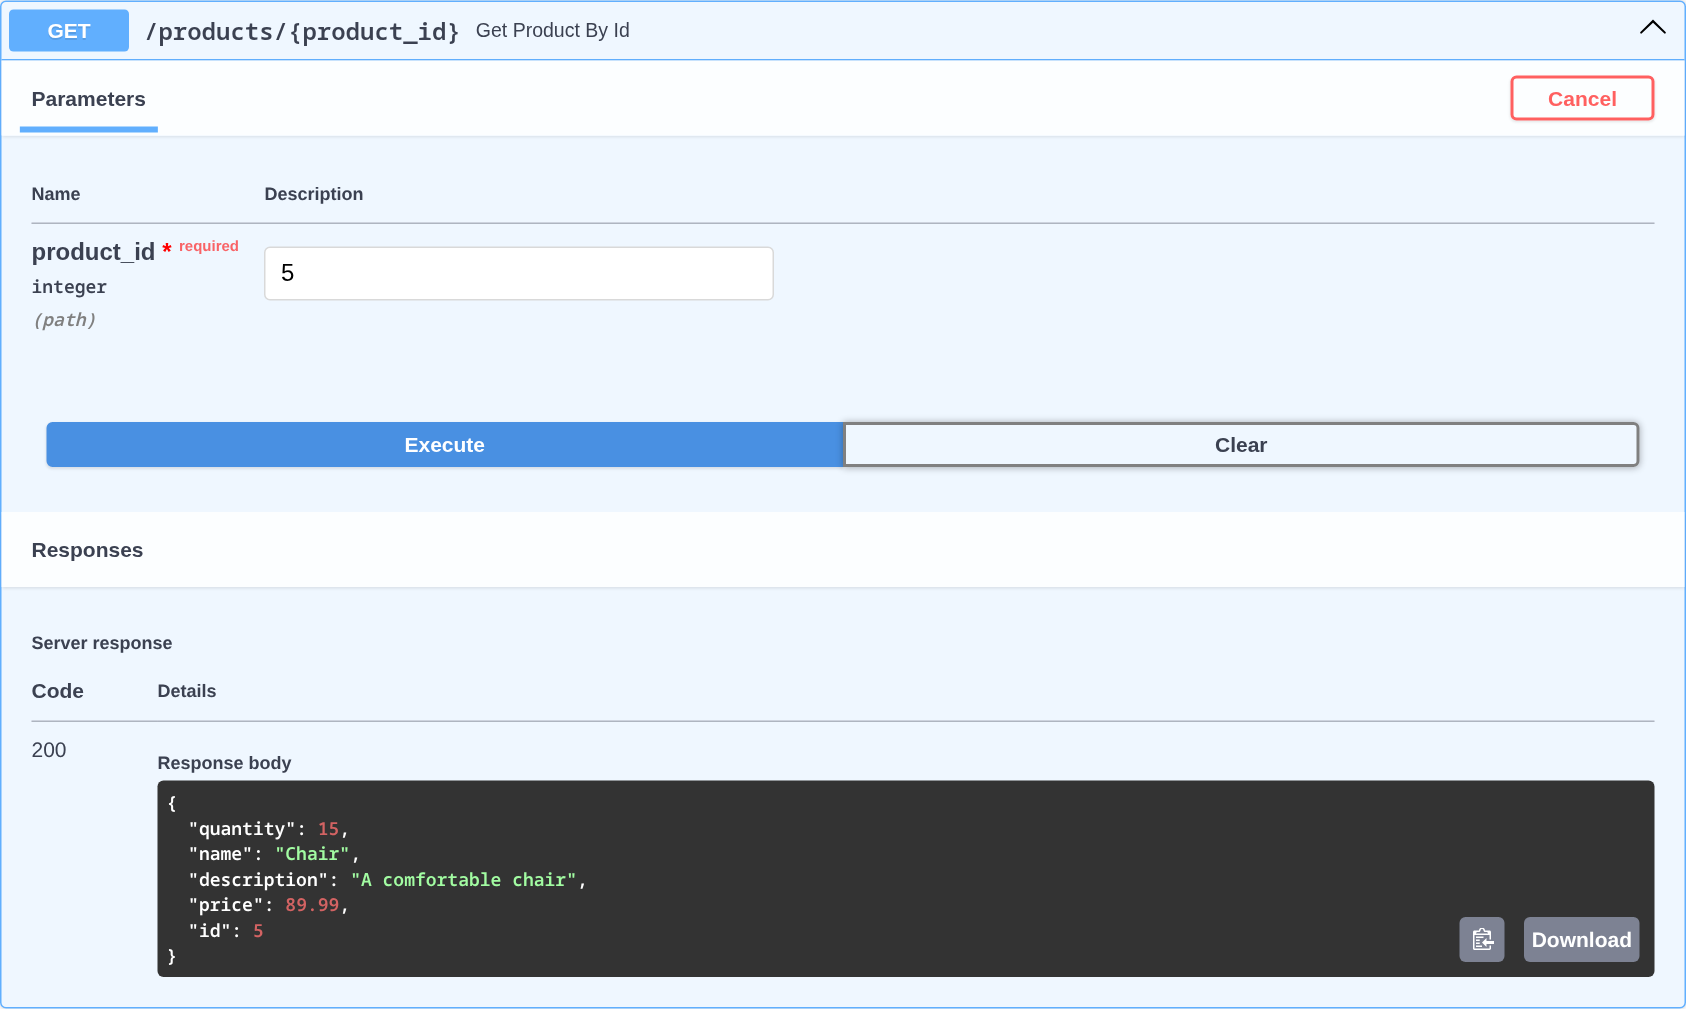 GET /products/{product_id} Get Product By Id
Parameters
Cancel
Name Description
product_id * required
integer
(path)
5
Execute Clear
Responses
Server response
Code Details
200
Response body
{
  "quantity": 15,
  "name": "Chair",
  "description": "A comfortable chair",
  "price": 89.99,
  "id": 5
}
Download